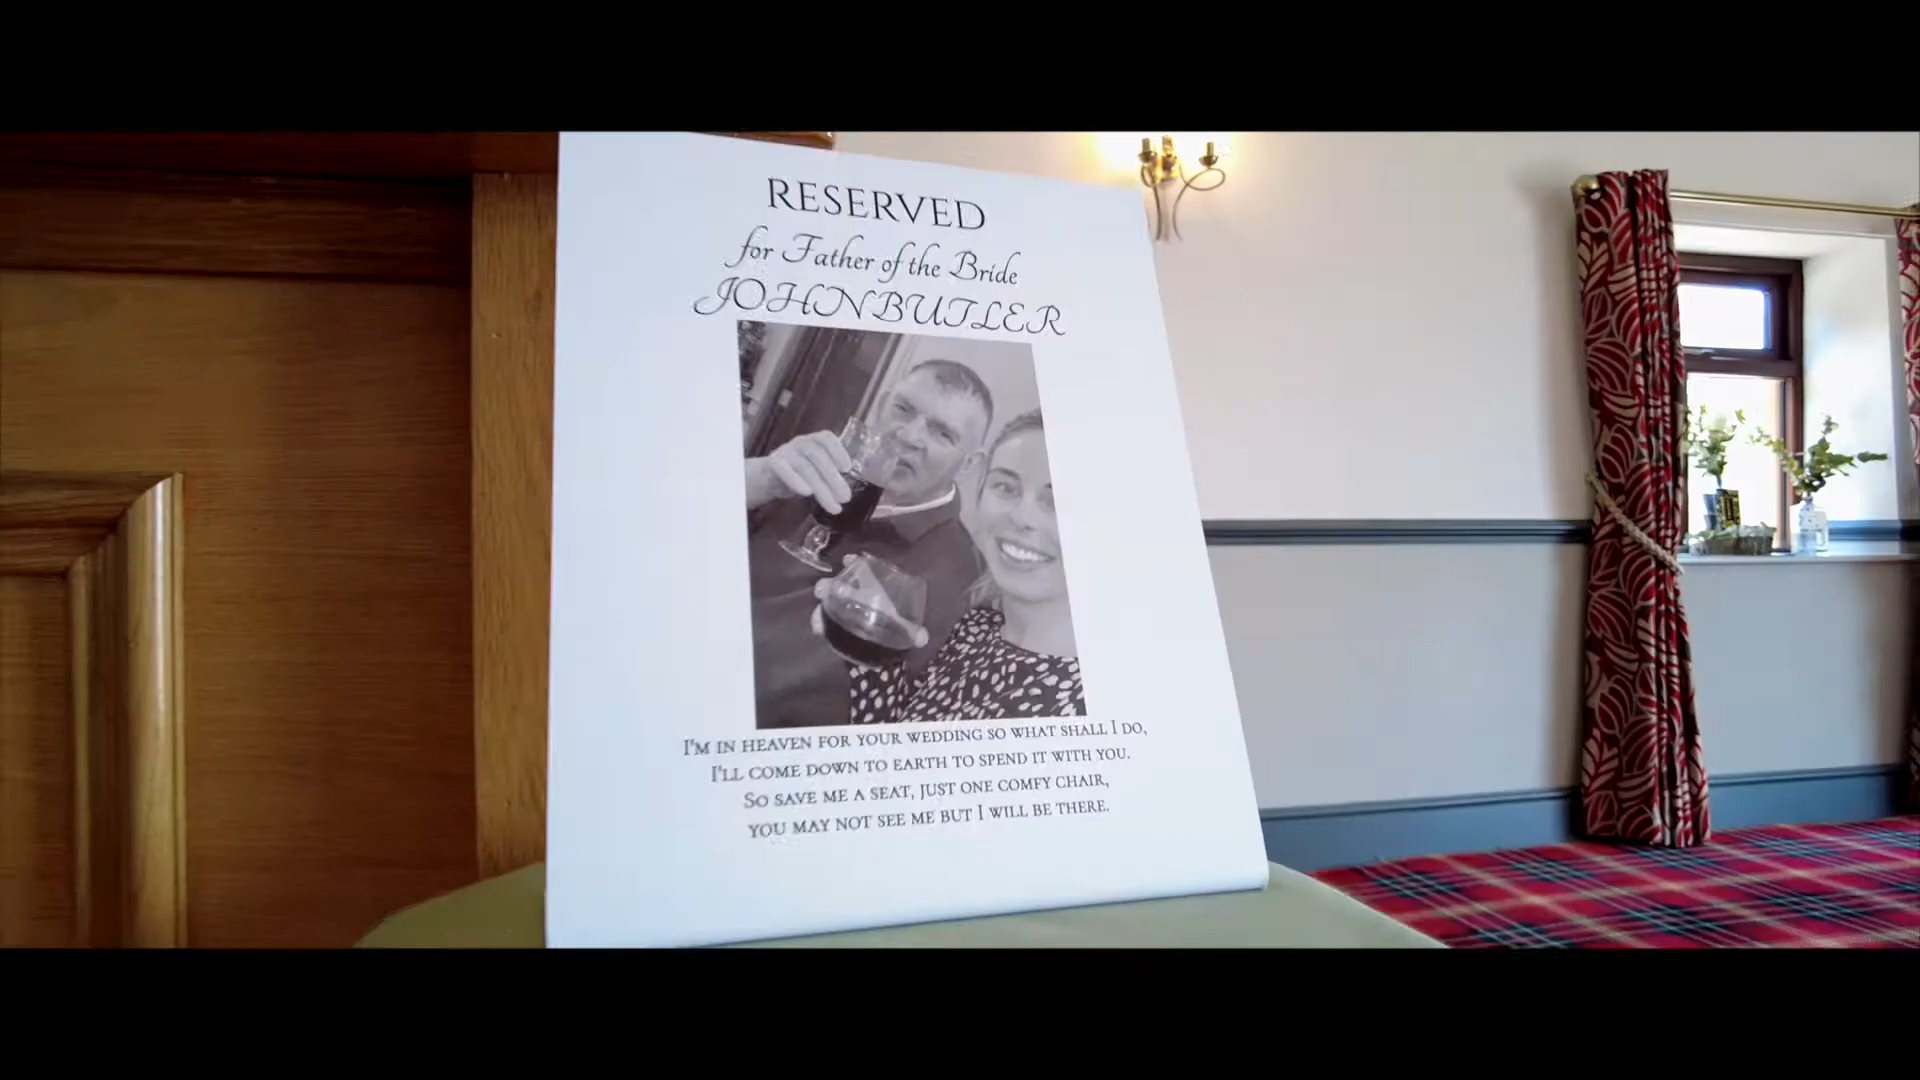 RESERVED
for Father of the Bride
JOHN BUTLER
I'M IN HEAVEN FOR YOUR WEDDING SO WHAT SHALL I DO,
I'LL COME DOWN TO EARTH TO SPEND IT WITH YOU.
SO SAVE ME A SEAT, JUST ONE COMFY CHAIR,
YOU MAY NOT SEE ME BUT I WILL BE THERE.